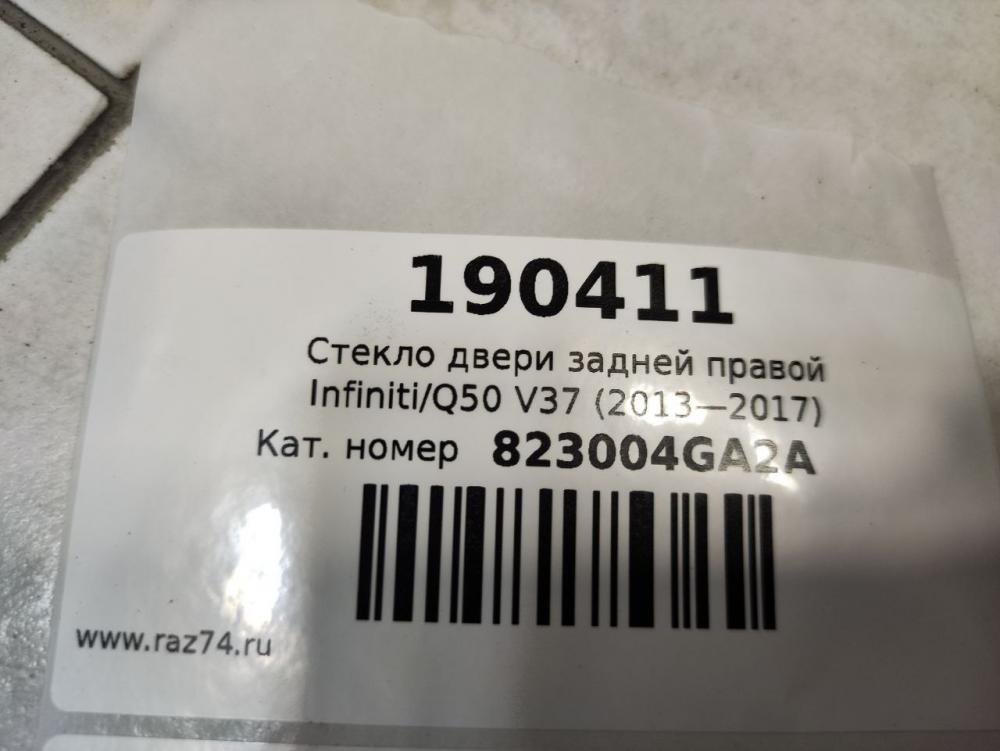 190411
Стекло двери задней правой
Infiniti/Q50 V37 (2013—2017)
Кат. номер 823004GA2A
www.raz74.ru